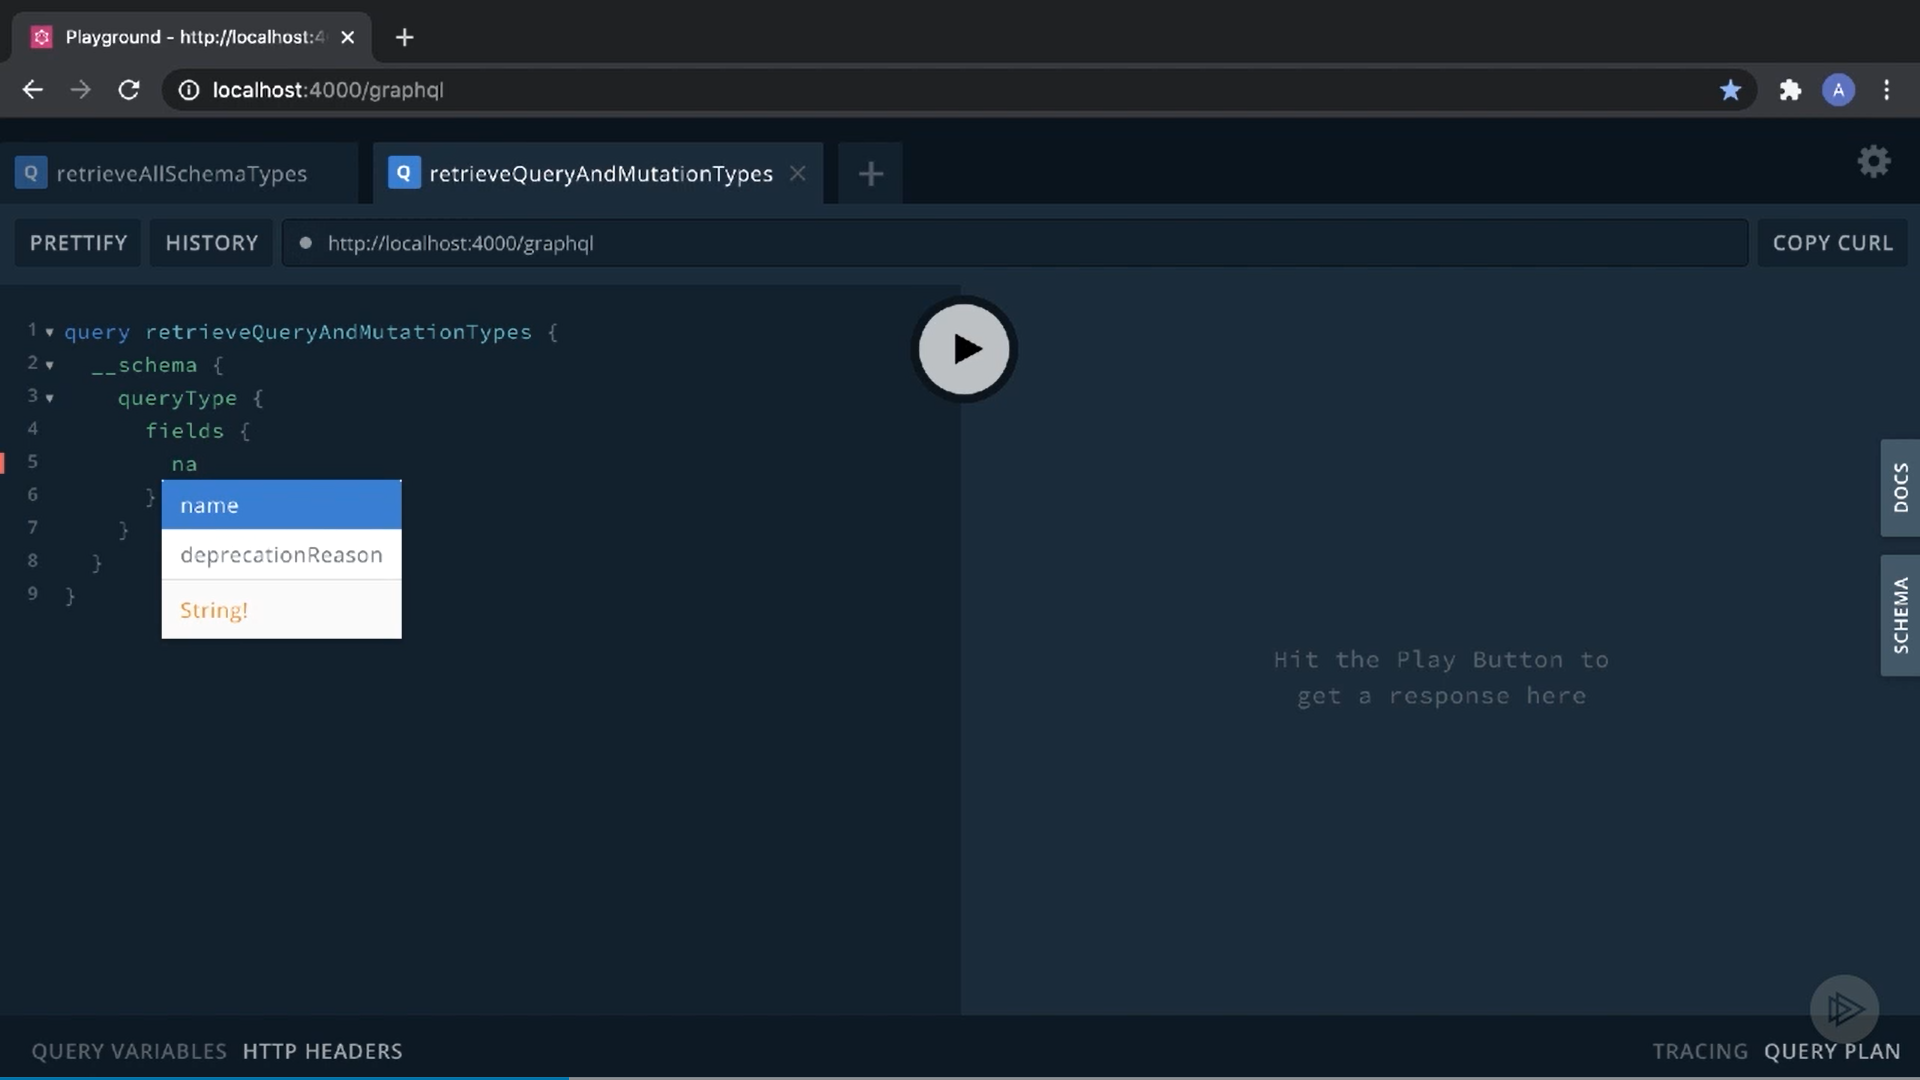 Playground - http://localhost:4
localhost:4000/graphql
A
Q retrieveAllSchemaTypes
Q retrieveQueryAndMutationTypes
PRETTIFY
HISTORY
http://localhost:4000/graphql
COPY CURL
1 query retrieveQueryAndMutationTypes {
2 __schema {
3 queryType {
4 fields {
5 na
6 }
7 }
8 }
9 }
name
deprecationReason
String!
Hit the Play Button to
get a response here
DOCS
SCHEMA
QUERY VARIABLES HTTP HEADERS
TRACING QUERY PLAN